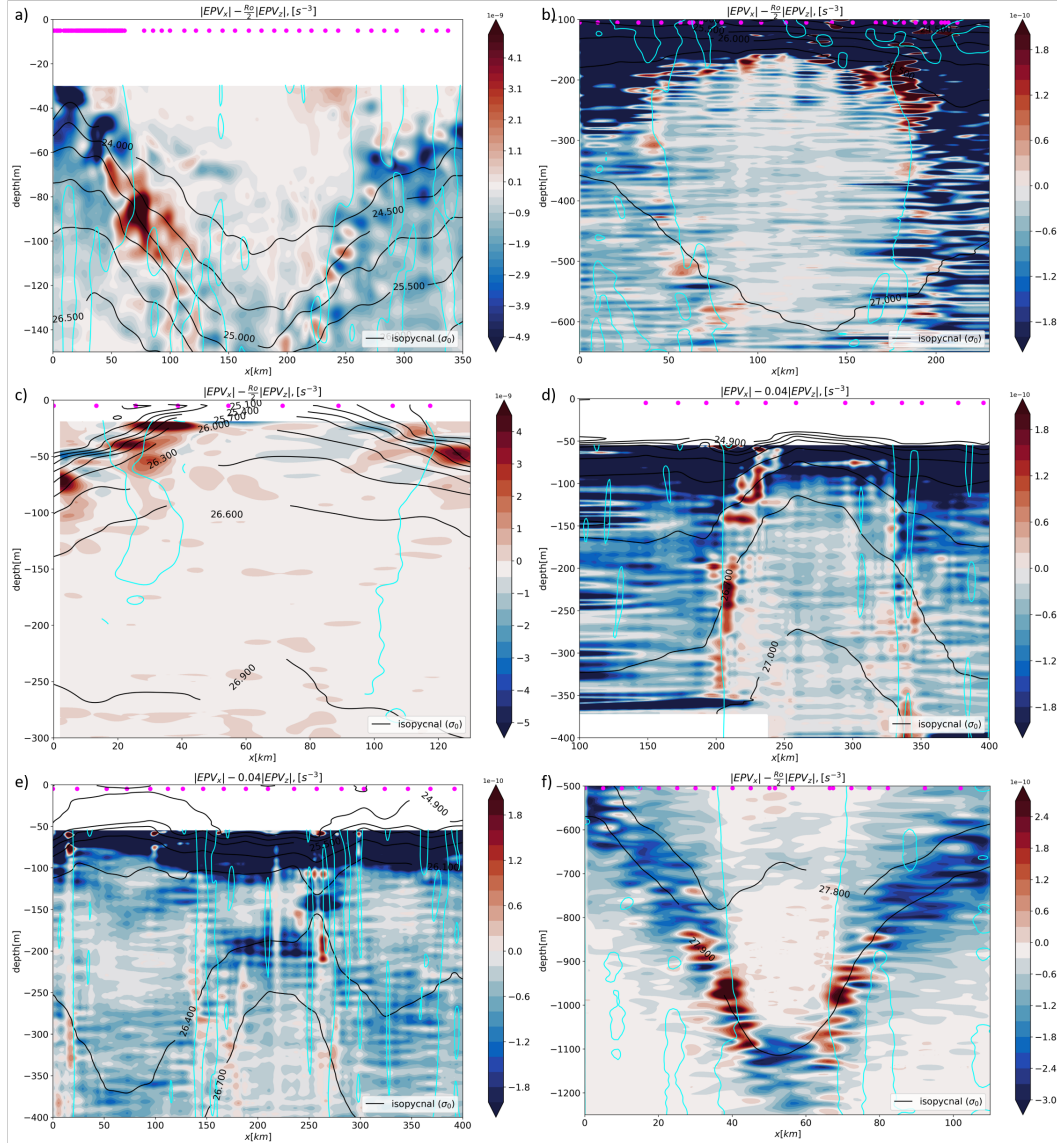 a)
|EPVₓ| − Ro/2 |EPV_z|, [s⁻³]
1e−9
4.1
3.1
2.1
1.1
0.1
−0.9
−1.9
−2.9
−3.9
−4.9
0
−20
−40
−60
−80
−100
−120
−140
depth[m]
24.000
24.500
25.500
25.000
26.500
isopycnal (σ₀)
0 50 100 150 200 250 300 350
x[km]
b)
|EPVₓ| − Ro/2 |EPV_z|, [s⁻³]
1e−10
1.8
1.2
0.6
0.0
−0.6
−1.2
−1.8
−100
−200
−300
−400
−500
−600
depth[m]
26.000
27.000
isopycnal (σ₀)
0 50 100 150 200
x[km]
c)
|EPVₓ| − Ro/2 |EPV_z|, [s⁻³]
1e−9
4
3
2
1
0
−1
−2
−3
−4
−5
0
−50
−100
−150
−200
−250
−300
depth[m]
25.100
25.400
25.700
26.000
26.300
26.600
26.900
isopycnal (σ₀)
0 20 40 60 80 100 120
x[km]
d)
|EPVₓ| − 0.04|EPV_z|, [s⁻³]
1e−10
1.8
1.2
0.6
0.0
−0.6
−1.2
−1.8
0
−50
−100
−150
−200
−250
−300
−350
−400
depth[m]
24.900
27.000
isopycnal (σ₀)
100 150 200 250 300 350 400
x[km]
e)
|EPVₓ| − 0.04|EPV_z|, [s⁻³]
1e−10
1.8
1.2
0.6
0.0
−0.6
−1.2
−1.8
0
−50
−100
−150
−200
−250
−300
−350
−400
depth[m]
24.900
26.400
26.700
isopycnal (σ₀)
0 50 100 150 200 250 300 350 400
x[km]
f)
|EPVₓ| − Ro/2 |EPV_z|, [s⁻³]
1e−10
2.4
1.8
1.2
0.6
0.0
−0.6
−1.2
−1.8
−2.4
−3.0
−500
−600
−700
−800
−900
−1000
−1100
−1200
depth[m]
27.800
27.900
isopycnal (σ₀)
0 20 40 60 80 100
x[km]